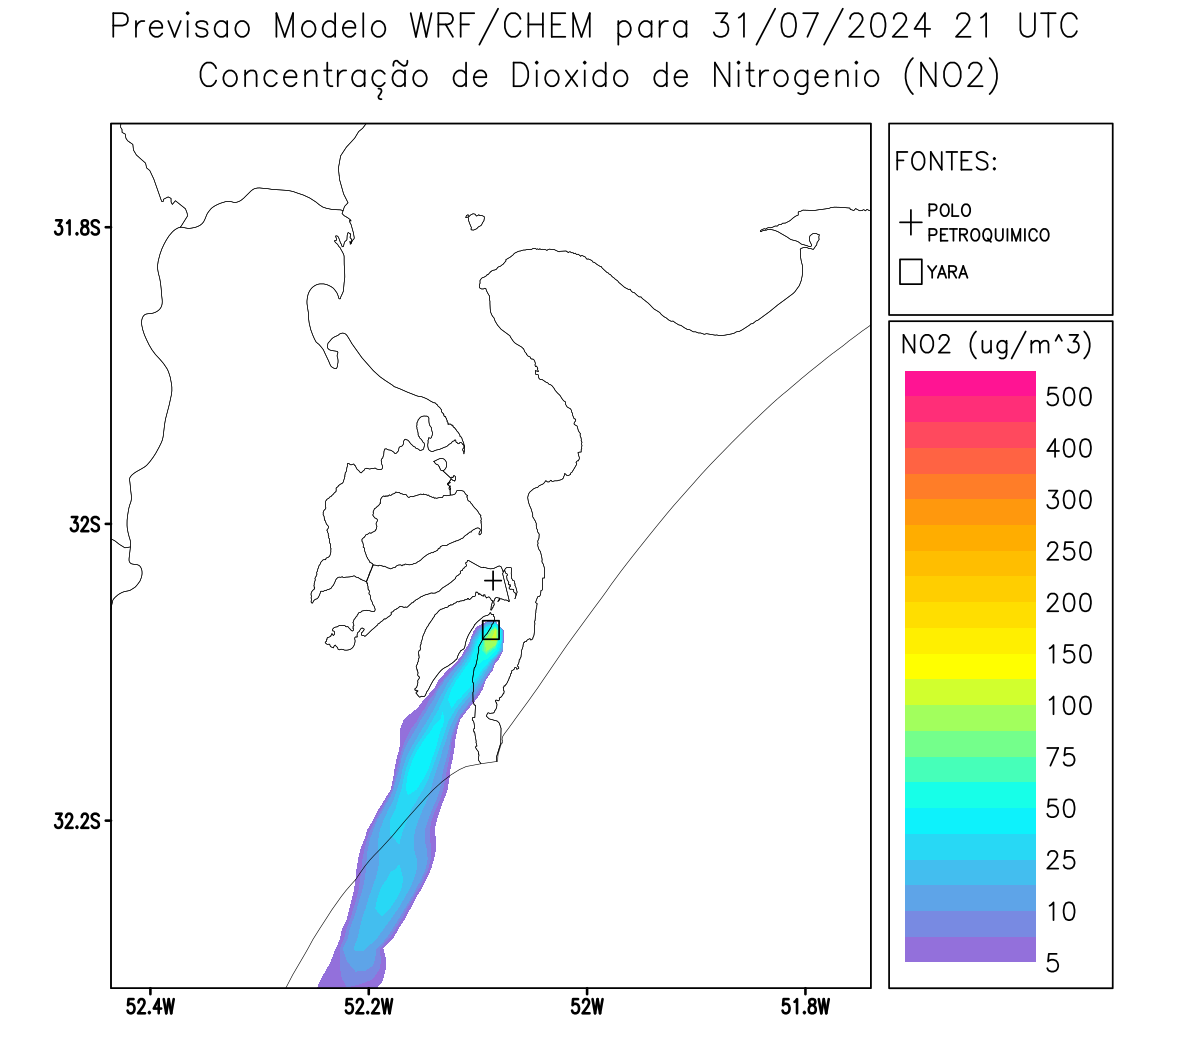 Previsao Modelo WRF/CHEM para 31/07/2024 21 UTC
Concentração de Dioxido de Nitrogenio (NO2)
FONTES:
POLO
PETROQUIMICO
YARA
NO2 (ug/m^3)
500
400
300
250
200
150
100
75
50
25
10
5
31.8S
32S
32.2S
52.4W
52.2W
52W
51.8W